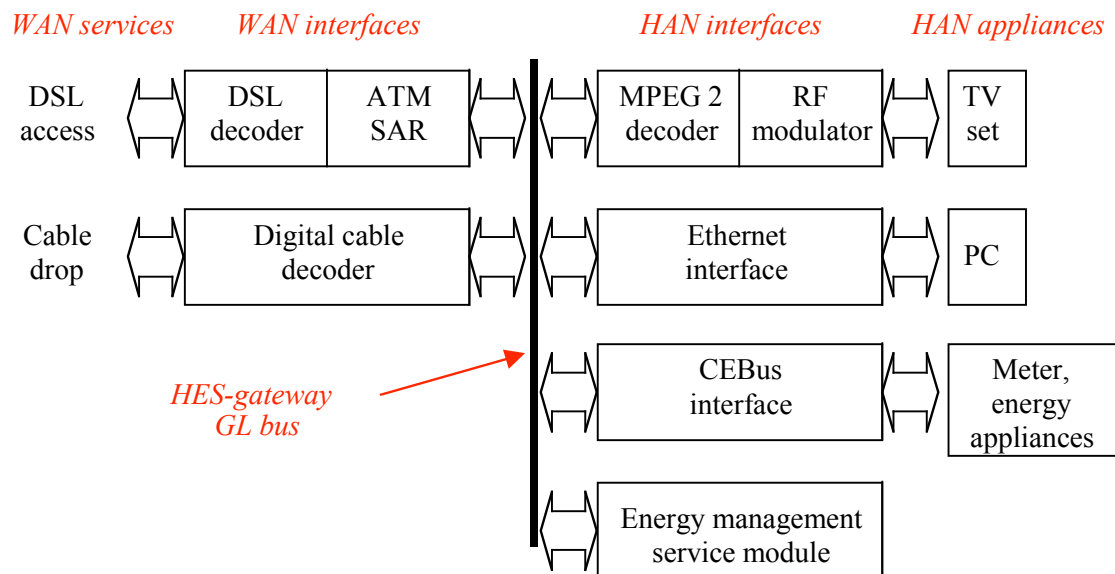 WAN services
WAN interfaces
HAN interfaces
HAN appliances
DSL
access
DSL
decoder
ATM
SAR
MPEG 2
decoder
RF
modulator
TV
set
Cable
drop
Digital cable
decoder
Ethernet
interface
PC
HES-gateway
GL bus
CEBus
interface
Meter,
energy
appliances
Energy management
service module